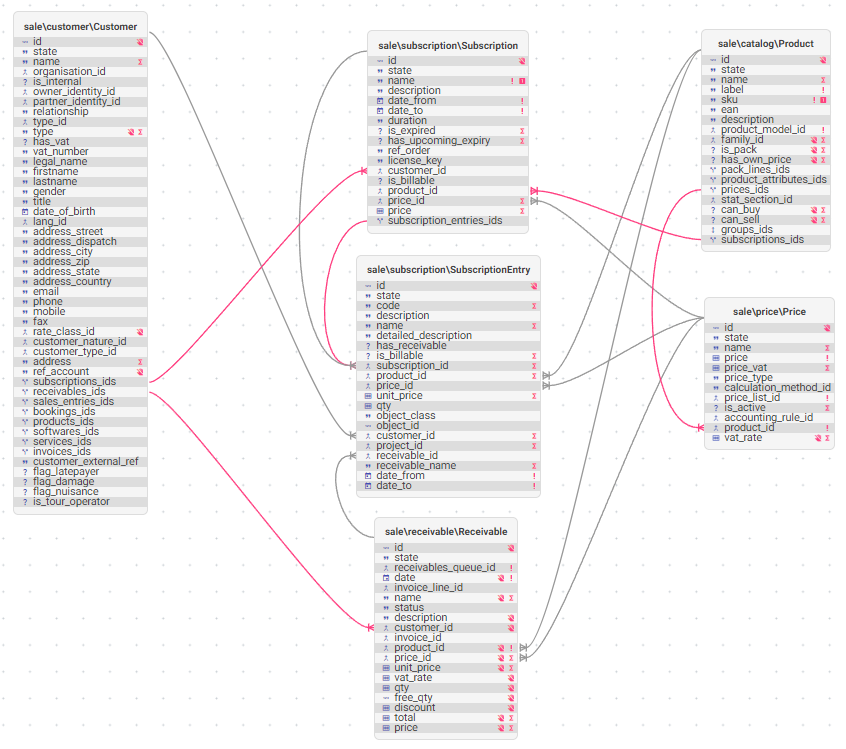 sale\customer\Customer
id
state
name
organisation_id
is_internal
owner_identity_id
partner_identity_id
relationship
type_id
type
has_vat
vat_number
legal_name
firstname
lastname
gender
title
date_of_birth
lang_id
address_street
address_dispatch
address_city
address_zip
address_state
address_country
email
phone
mobile
fax
rate_class_id
customer_nature_id
customer_type_id
address
ref_account
subscriptions_ids
receivables_ids
sales_entries_ids
bookings_ids
products_ids
softwares_ids
services_ids
invoices_ids
customer_external_ref
flag_latepayer
flag_damage
flag_nuisance
is_tour_operator
sale\subscription\Subscription
id
state
name
description
date_from
date_to
duration
is_expired
has_upcoming_expiry
ref_order
license_key
customer_id
is_billable
product_id
price_id
price
subscription_entries_ids
sale\subscription\SubscriptionEntry
id
state
code
description
name
detailed_description
has_receivable
is_billable
subscription_id
product_id
price_id
unit_price
qty
object_class
object_id
customer_id
project_id
receivable_id
receivable_name
date_from
date_to
sale\receivable\Receivable
id
state
receivables_queue_id
date
invoice_line_id
name
status
description
customer_id
invoice_id
product_id
price_id
unit_price
vat_rate
qty
free_qty
discount
total
price
sale\catalog\Product
id
state
name
label
sku
ean
description
product_model_id
family_id
is_pack
has_own_price
pack_lines_ids
product_attributes_ids
prices_ids
stat_section_id
can_buy
can_sell
groups_ids
subscriptions_ids
sale\price\Price
id
state
name
price
price_vat
price_type
calculation_method_id
price_list_id
is_active
accounting_rule_id
product_id
vat_rate